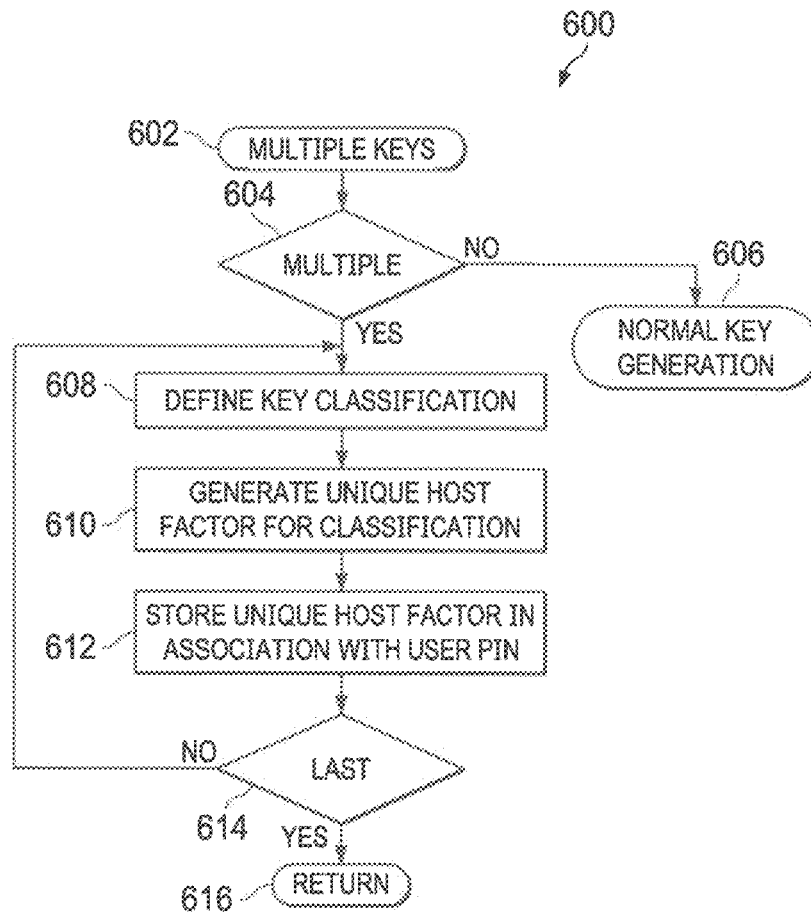 600
602
MULTIPLE KEYS
604
MULTIPLE
NO
606
YES
NORMAL KEY
GENERATION
608
DEFINE KEY CLASSIFICATION
610
GENERATE UNIQUE HOST
FACTOR FOR CLASSIFICATION
612
STORE UNIQUE HOST FACTOR IN
ASSOCIATION WITH USER PIN
NO
LAST
614
YES
616
RETURN